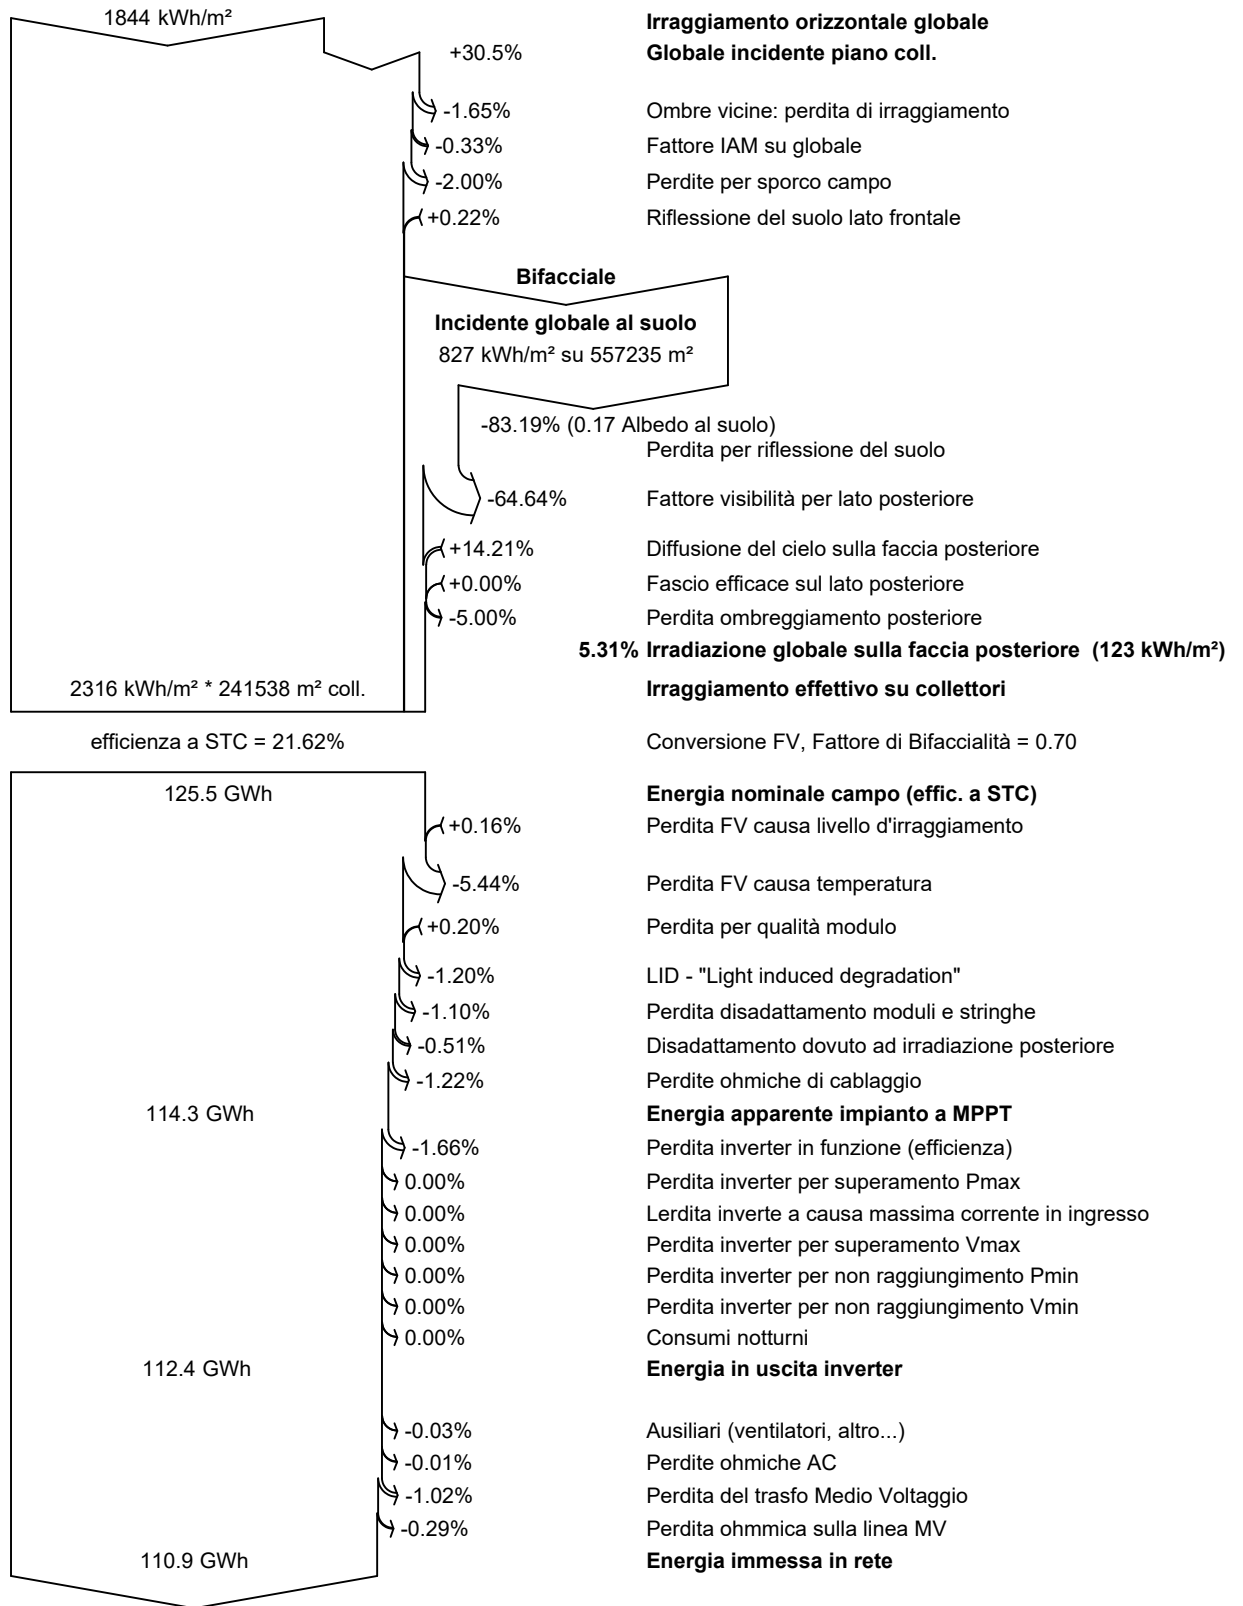 1844 kWh/m² Irraggiamento orizzontale globale
+30.5% Globale incidente piano coll.
-1.65% Ombre vicine: perdita di irraggiamento
-0.33% Fattore IAM su globale
-2.00% Perdite per sporco campo
+0.22% Riflessione del suolo lato frontale
Bifacciale
Incidente globale al suolo
827 kWh/m² su 557235 m²
-83.19% (0.17 Albedo al suolo)
Perdita per riflessione del suolo
-64.64% Fattore visibilità per lato posteriore
+14.21% Diffusione del cielo sulla faccia posteriore
+0.00% Fascio efficace sul lato posteriore
-5.00% Perdita ombreggiamento posteriore
5.31% Irradiazione globale sulla faccia posteriore (123 kWh/m²)
2316 kWh/m² * 241538 m² coll. Irraggiamento effettivo su collettori
efficienza a STC = 21.62% Conversione FV, Fattore di Bifaccialità = 0.70
125.5 GWh Energia nominale campo (effic. a STC)
+0.16% Perdita FV causa livello d'irraggiamento
-5.44% Perdita FV causa temperatura
+0.20% Perdita per qualità modulo
-1.20% LID - "Light induced degradation"
-1.10% Perdita disadattamento moduli e stringhe
-0.51% Disadattamento dovuto ad irradiazione posteriore
-1.22% Perdite ohmiche di cablaggio
114.3 GWh Energia apparente impianto a MPPT
-1.66% Perdita inverter in funzione (efficienza)
0.00% Perdita inverter per superamento Pmax
0.00% Lerdita inverte a causa massima corrente in ingresso
0.00% Perdita inverter per superamento Vmax
0.00% Perdita inverter per non raggiungimento Pmin
0.00% Perdita inverter per non raggiungimento Vmin
0.00% Consumi notturni
112.4 GWh Energia in uscita inverter
-0.03% Ausiliari (ventilatori, altro...)
-0.01% Perdite ohmiche AC
-1.02% Perdita del trasfo Medio Voltaggio
-0.29% Perdita ohmmica sulla linea MV
110.9 GWh Energia immessa in rete